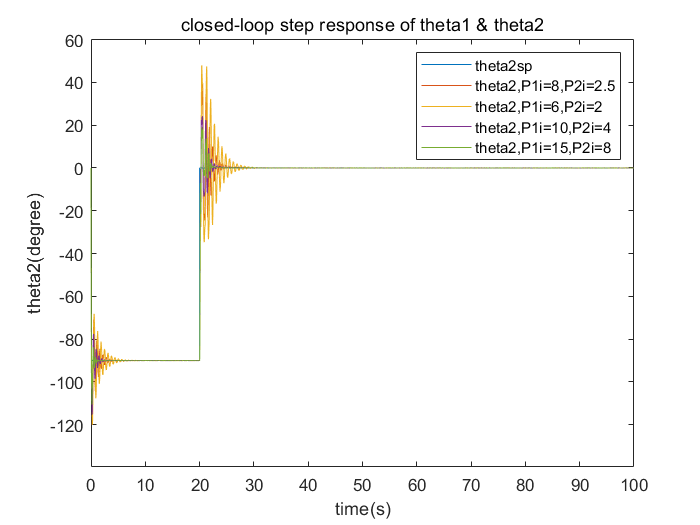 closed-loop step response of theta1 & theta2
theta2sp
theta2,P1i=8,P2i=2.5
theta2,P1i=6,P2i=2
theta2,P1i=10,P2i=4
theta2,P1i=15,P2i=8
theta2(degree)
60
40
20
0
-20
-40
-60
-80
-100
-120
0 10 20 30 40 50 60 70 80 90 100
time(s)